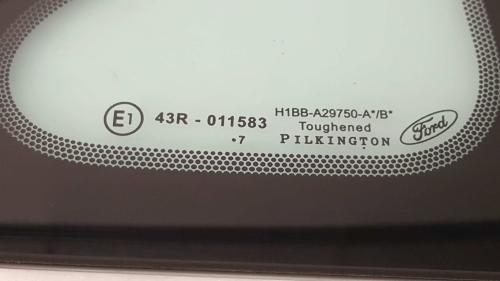 E1 43R - 011583
.7
H1BB-A29750-A*/B*
Toughened
PILKINGTON
Ford